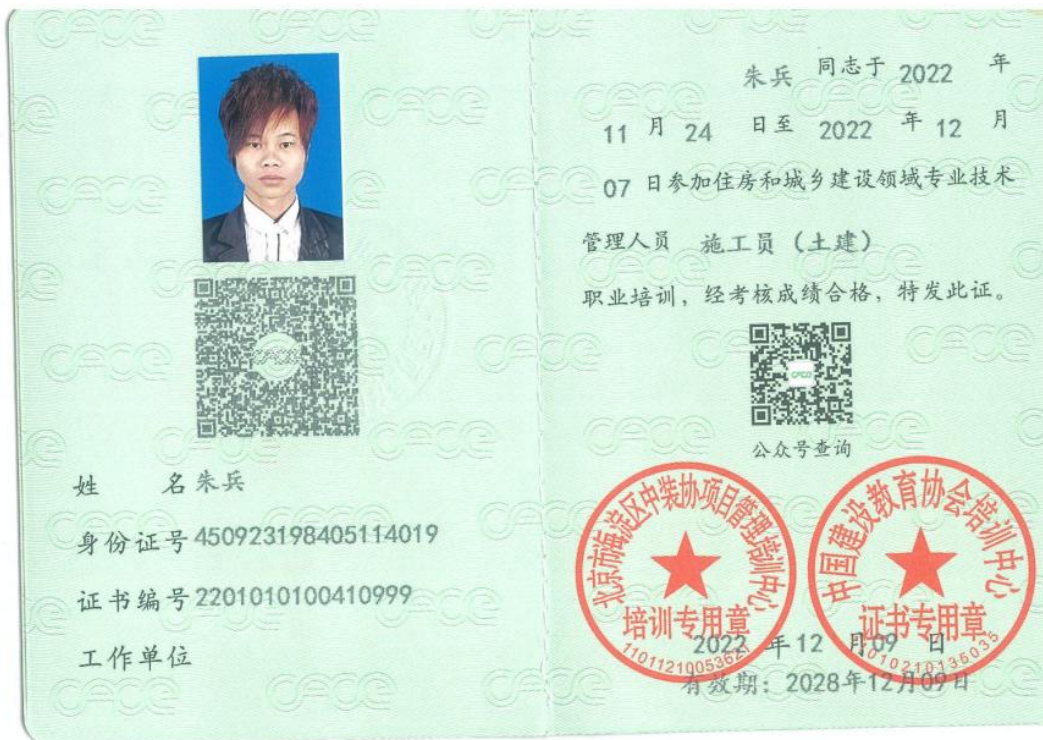 姓 名 朱兵
身份证号 450923198405114019
证书编号 2201010100410999
工作单位
朱兵 同志于 2022 年
11 月 24 日至 2022 年 12 月
07 日参加住房和城乡建设领域专业技术
管理人员 施工员（土建）
职业培训，经考核成绩合格，特发此证。
公众号查询
北京市海淀区中装协项目管理培训中心
培训专用章
中国建设教育协会培训中心
证书专用章
2022 年 12 月 09 日
有效期：2028年12月09日